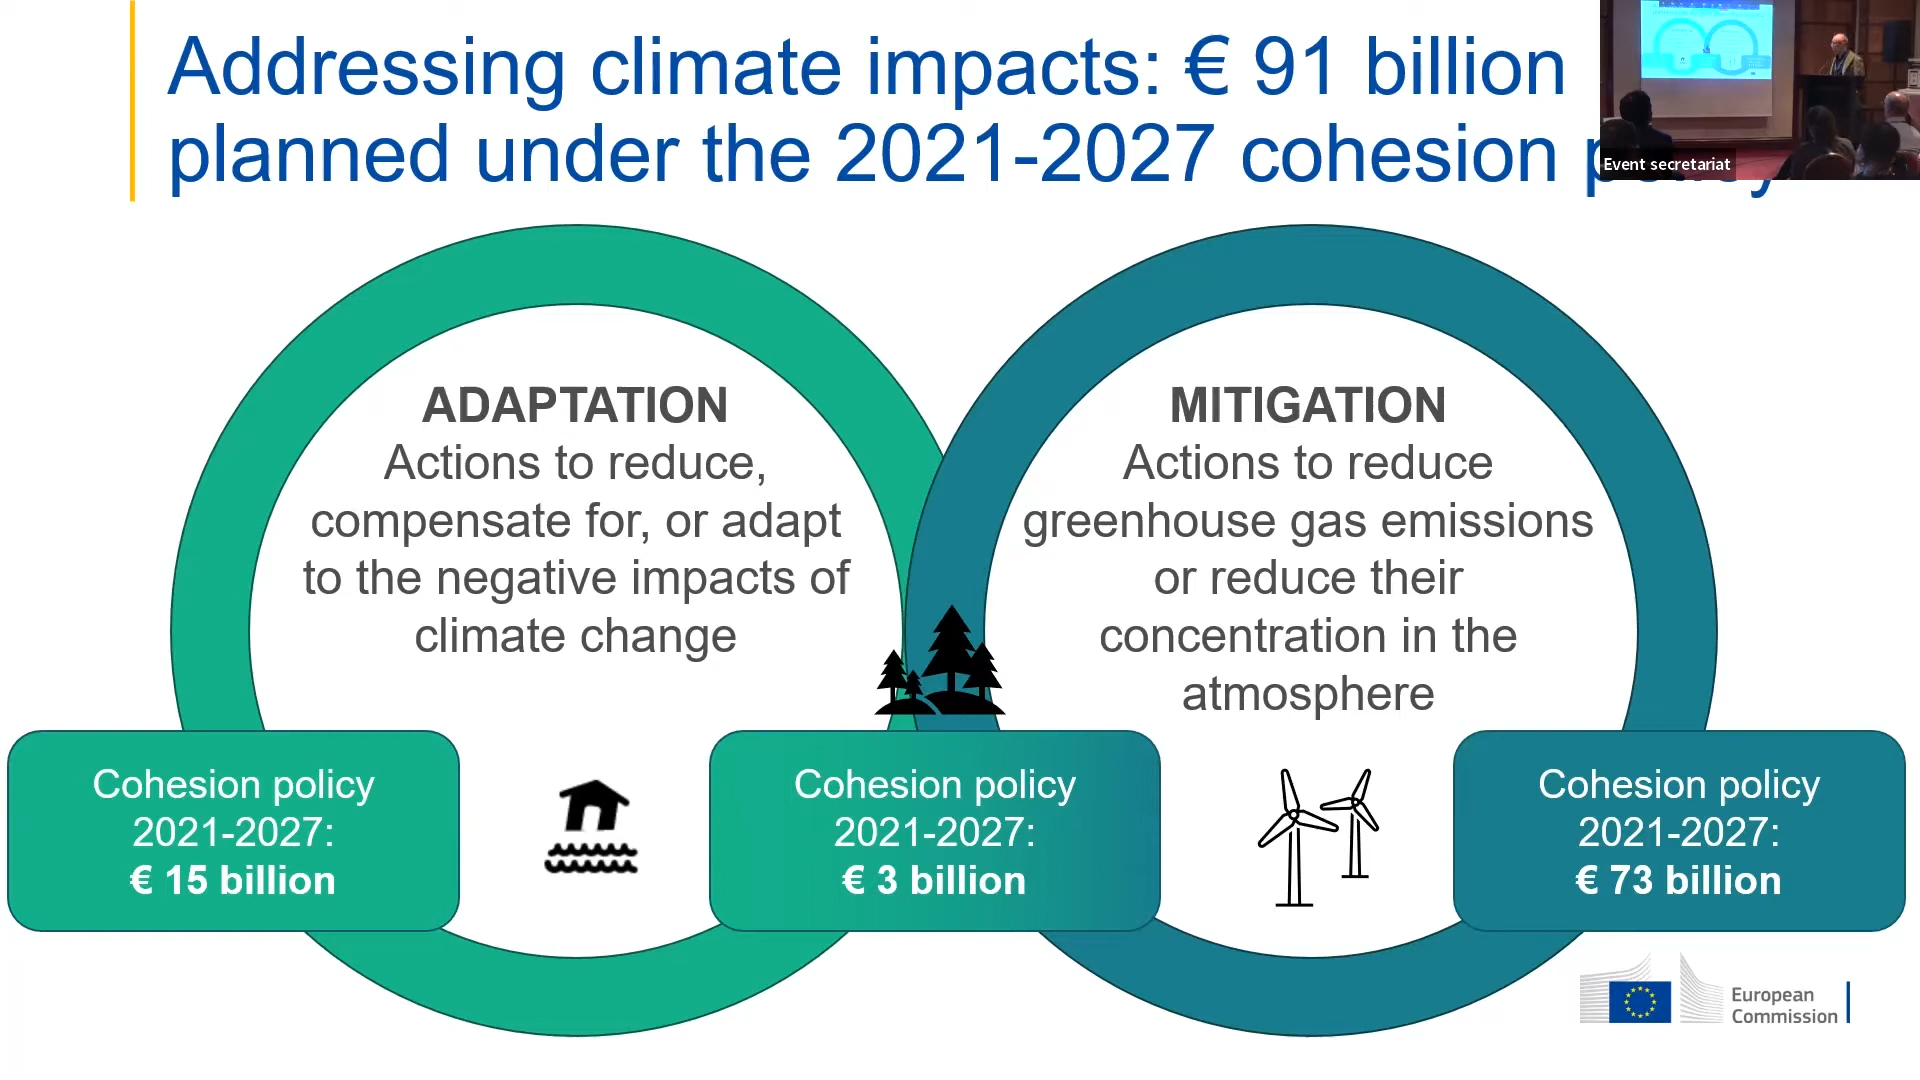 Addressing climate impacts: € 91 billion
planned under the 2021-2027 cohesion policy
Event secretariat
ADAPTATION
Actions to reduce,
compensate for, or adapt
to the negative impacts of
climate change
MITIGATION
Actions to reduce
greenhouse gas emissions
or reduce their
concentration in the
atmosphere
Cohesion policy
2021-2027:
€ 15 billion
Cohesion policy
2021-2027:
€ 3 billion
Cohesion policy
2021-2027:
€ 73 billion
European
Commission